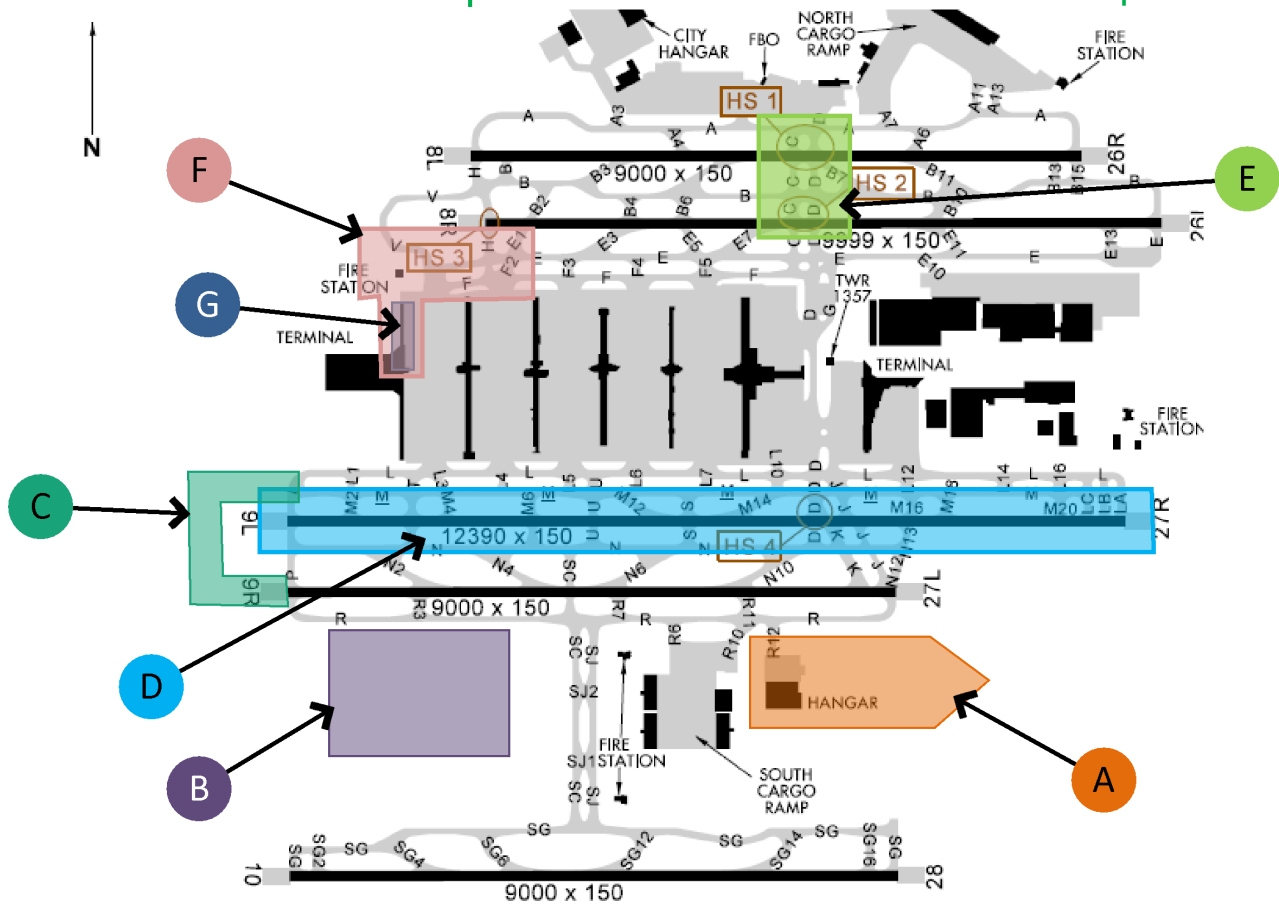 CITY
HANGAR
FBO
NORTH
CARGO
RAMP
FIRE
STATION
N
HS 1
A
A3
A4
A
D
A
A7
A6
A11
A13
A
8L
26R
9000 x 150
C
H
B
B
B3
C
D
B7
HS 2
B11
B13
B15
B
F
E
V
B2
B4
B6
B
C
D
8R
9999 x 150
V
H
E1
E3
E5
E7
C
D
E11
E13
E
HS 3
F2
E
F3
F4
E
F5
E
E10
FIRE
STATION
F
F
F
TWR
1357
G
D
G
TERMINAL
TERMINAL
FIRE
STATION
L1
L
L3
L4
L
L5
U
L6
L7
L
L10
D
D
L
L12
L14
L
L16
L
C
M2
M
M4
M6
M
U
M12
S
M
M14
D
M
M16
M18
M
M20
LC
LB
LA
9L
27R
12390 x 150
U
N
S
N
HS 4
D
K
J
N13
N
P
N2
N4
SC
N6
N10
K
J
N12
9R
27L
9000 x 150
R
R3
R7
R
R11
R
D
SC
SJ
R6
R10
R12
SJ2
HANGAR
B
A
SJ1
FIRE
STATION
SC
SJ
SOUTH
CARGO
RAMP
SG
SG
SG
SG
SG2
SG
SG4
SG6
SG12
SG14
SG16
10
28
9000 x 150